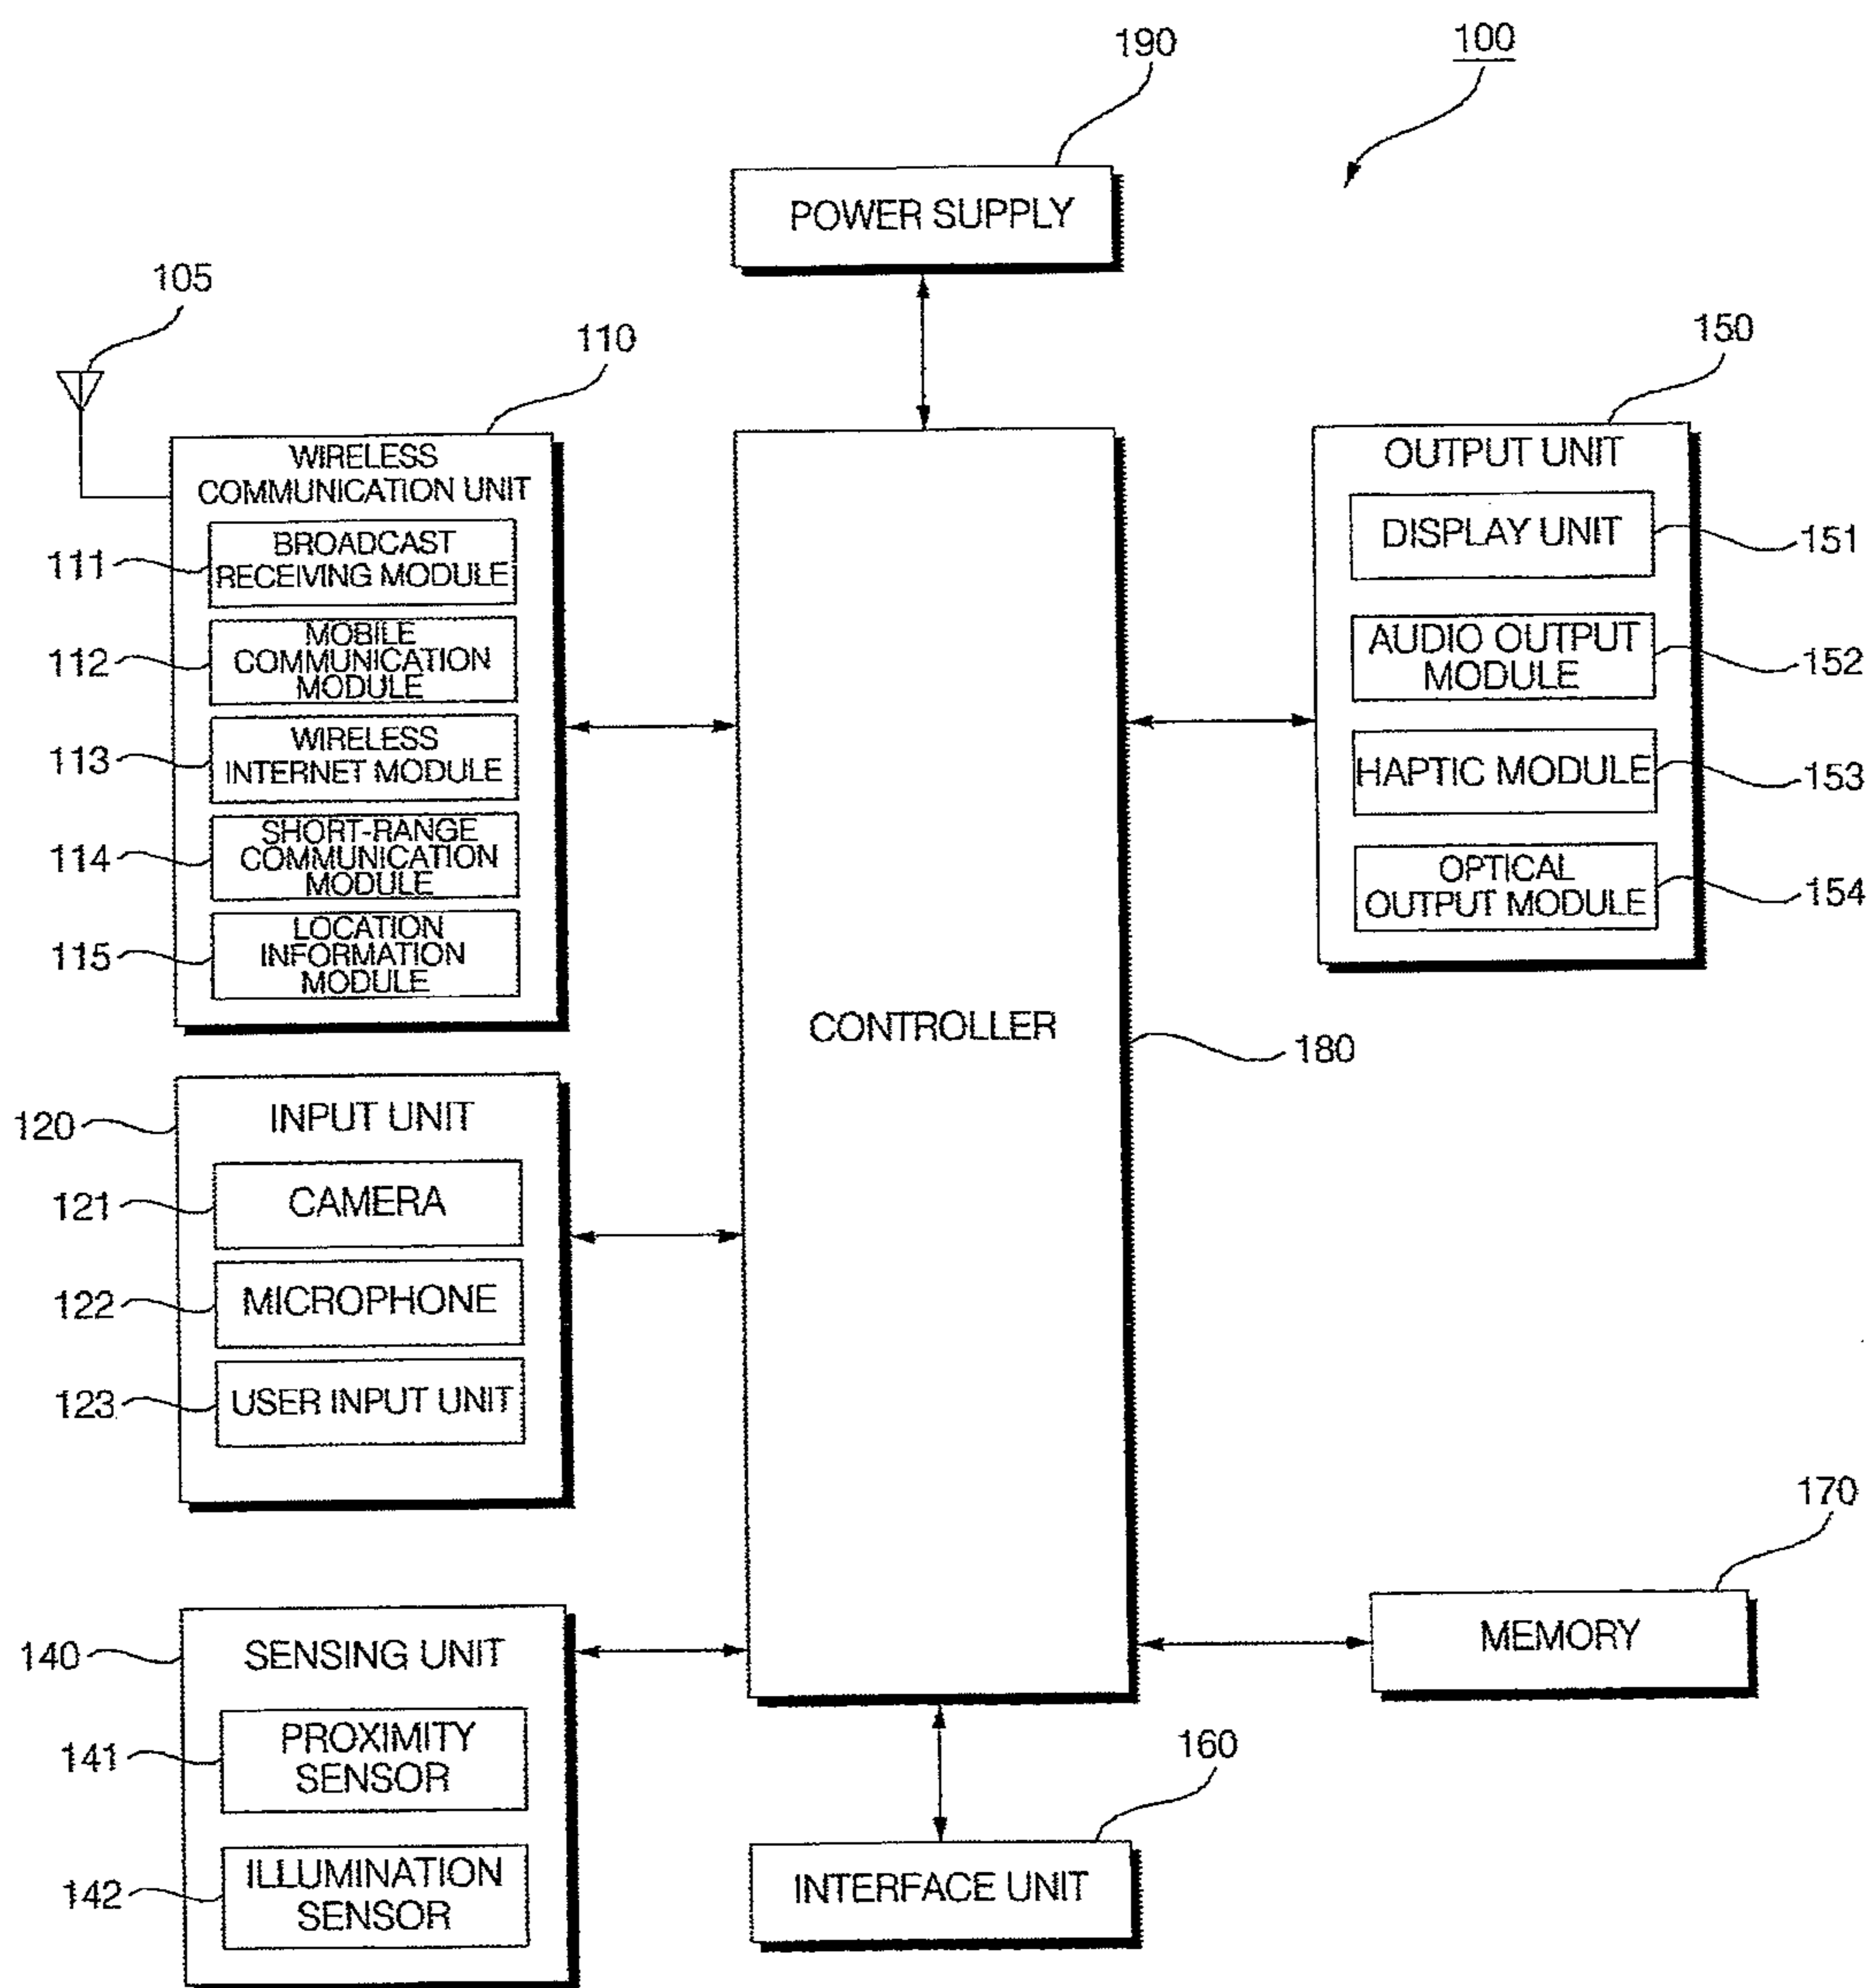 190
100
POWER SUPPLY
105
110
150
WIRELESS
COMMUNICATION UNIT
111
BROADCAST
RECEIVING MODULE
112
MOBILE
COMMUNICATION
MODULE
113
WIRELESS
INTERNET MODULE
114
SHORT-RANGE
COMMUNICATION
MODULE
115
LOCATION
INFORMATION
MODULE
OUTPUT UNIT
DISPLAY UNIT
151
AUDIO OUTPUT
MODULE
152
HAPTIC MODULE
153
OPTICAL
OUTPUT MODULE
154
CONTROLLER
180
120
INPUT UNIT
121
CAMERA
122
MICROPHONE
123
USER INPUT UNIT
170
MEMORY
140
SENSING UNIT
141
PROXIMITY
SENSOR
142
ILLUMINATION
SENSOR
160
INTERFACE UNIT